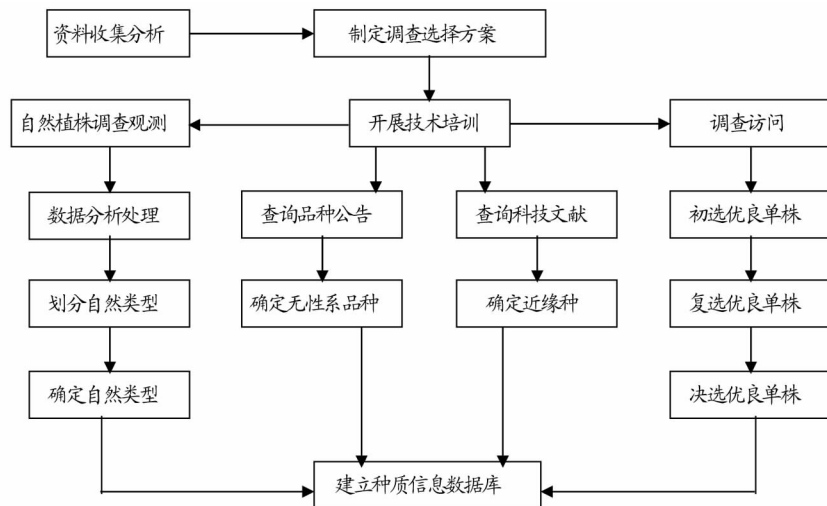 资料收集分析
制定调查选择方案
自然植株调查观测
开展技术培训
调查访问
数据分析处理
查询品种公告
查询科技文献
初选优良单株
划分自然类型
确定无性系品种
确定近缘种
复选优良单株
确定自然类型
决选优良单株
建立种质信息数据库